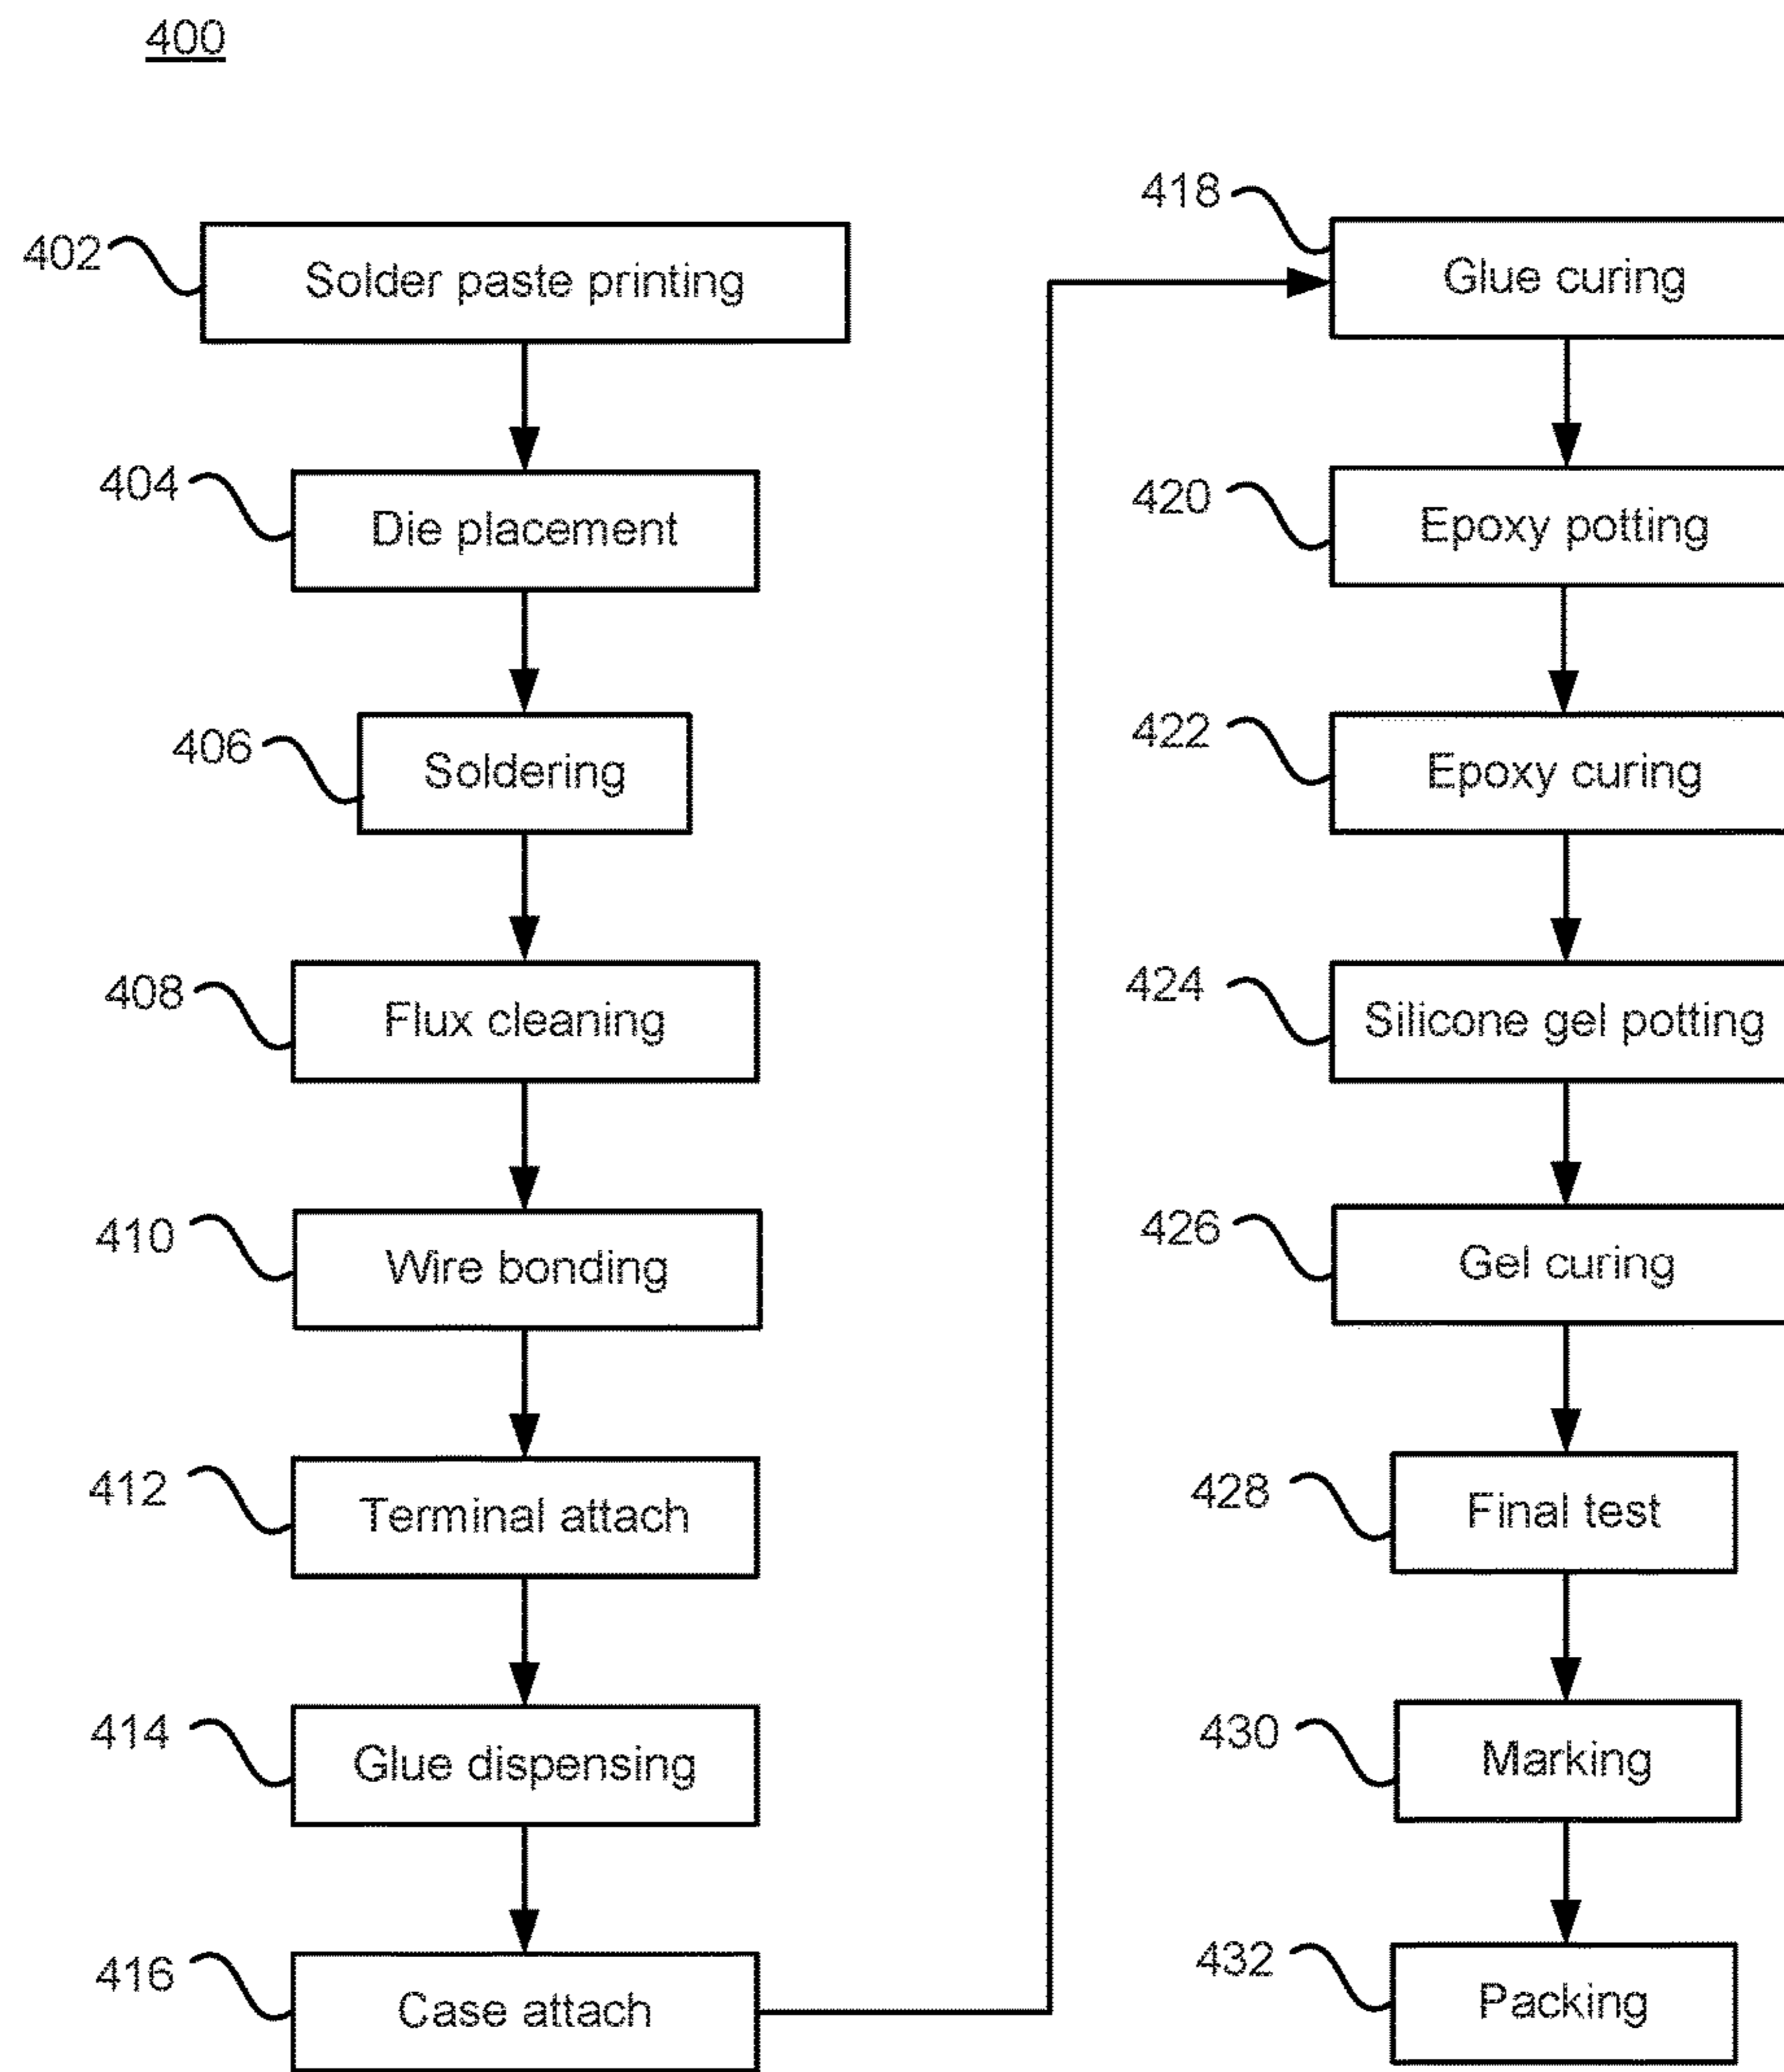 400
402
Solder paste printing
404
Die placement
406
Soldering
408
Flux cleaning
410
Wire bonding
412
Terminal attach
414
Glue dispensing
416
Case attach
418
Glue curing
420
Epoxy potting
422
Epoxy curing
424
Silicone gel potting
426
Gel curing
428
Final test
430
Marking
432
Packing